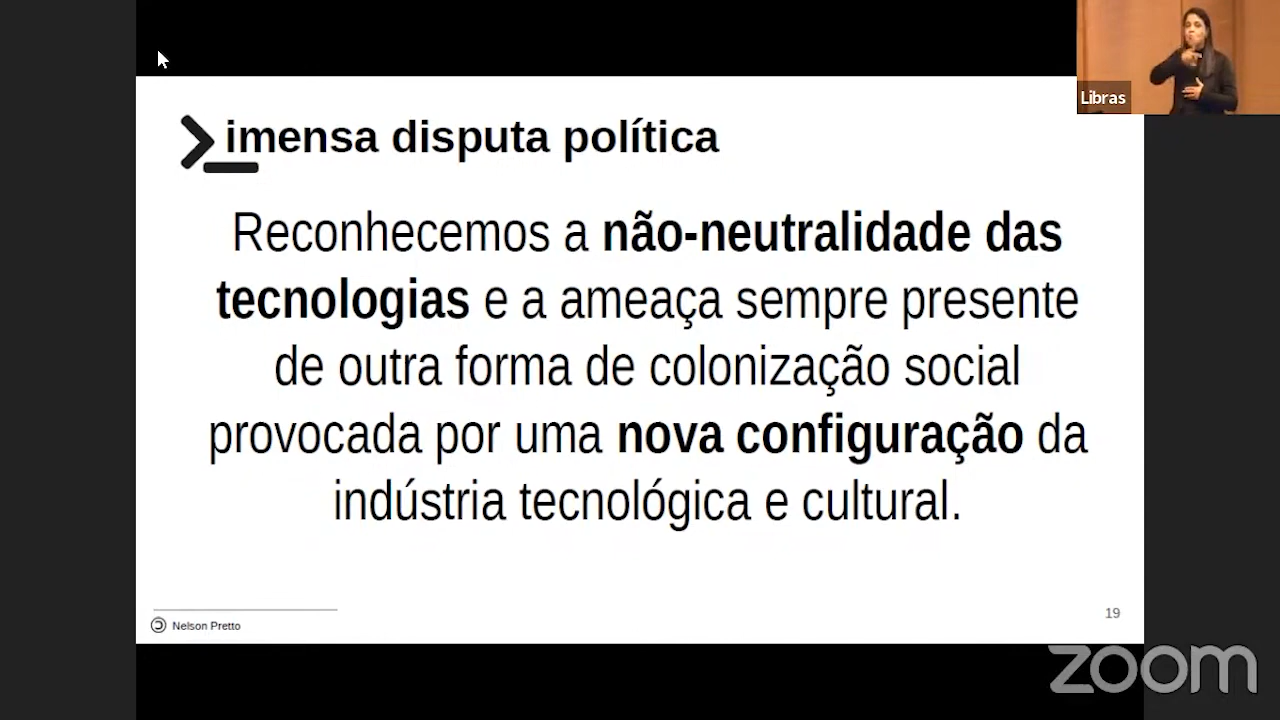 Libras
imensa disputa política
Reconhecemos a não-neutralidade das
tecnologias e a ameaça sempre presente
de outra forma de colonização social
provocada por uma nova configuração da
indústria tecnológica e cultural.
Nelson Pretto
19
zoom